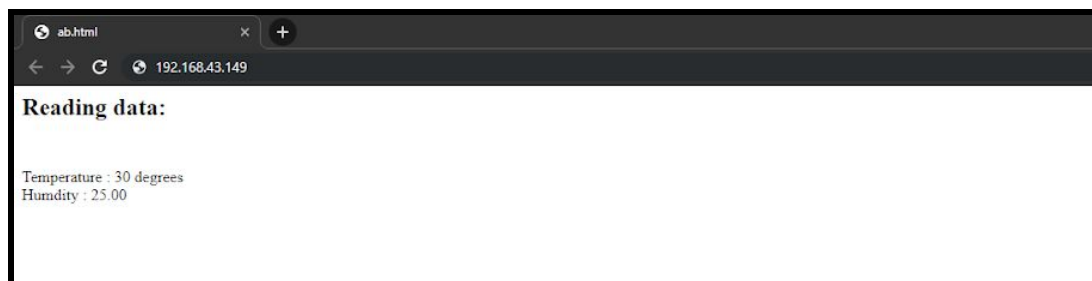 ab.html
192.168.43.149
Reading data:
Temperature : 30 degrees
Humdity : 25.00